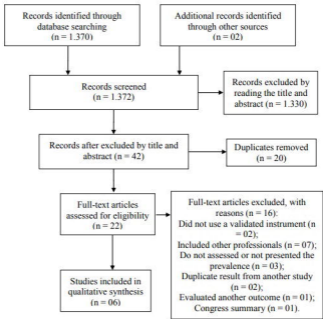 Records identified through
database searching
(n = 1.370)
Additional records identified
through other sources
(n = 02)
Records screened
(n = 1.372)
Records excluded by
reading the title and
abstract (n = 1.330)
Records after excluded by title and
abstract (n = 42)
Duplicates removed
(n = 20)
Full-text articles
assessed for eligibility
(n = 22)
Full-text articles excluded, with
reasons (n = 16):
Did not use a validated instrument (n
= 02);
Included other professionals (n = 07);
Do not assessed or not presented the
prevalence (n = 03);
Duplicate result from another study
(n = 02);
Evaluated another outcome (n = 01);
Congress summary (n = 01).
Studies included in
qualitative synthesis
(n = 06)